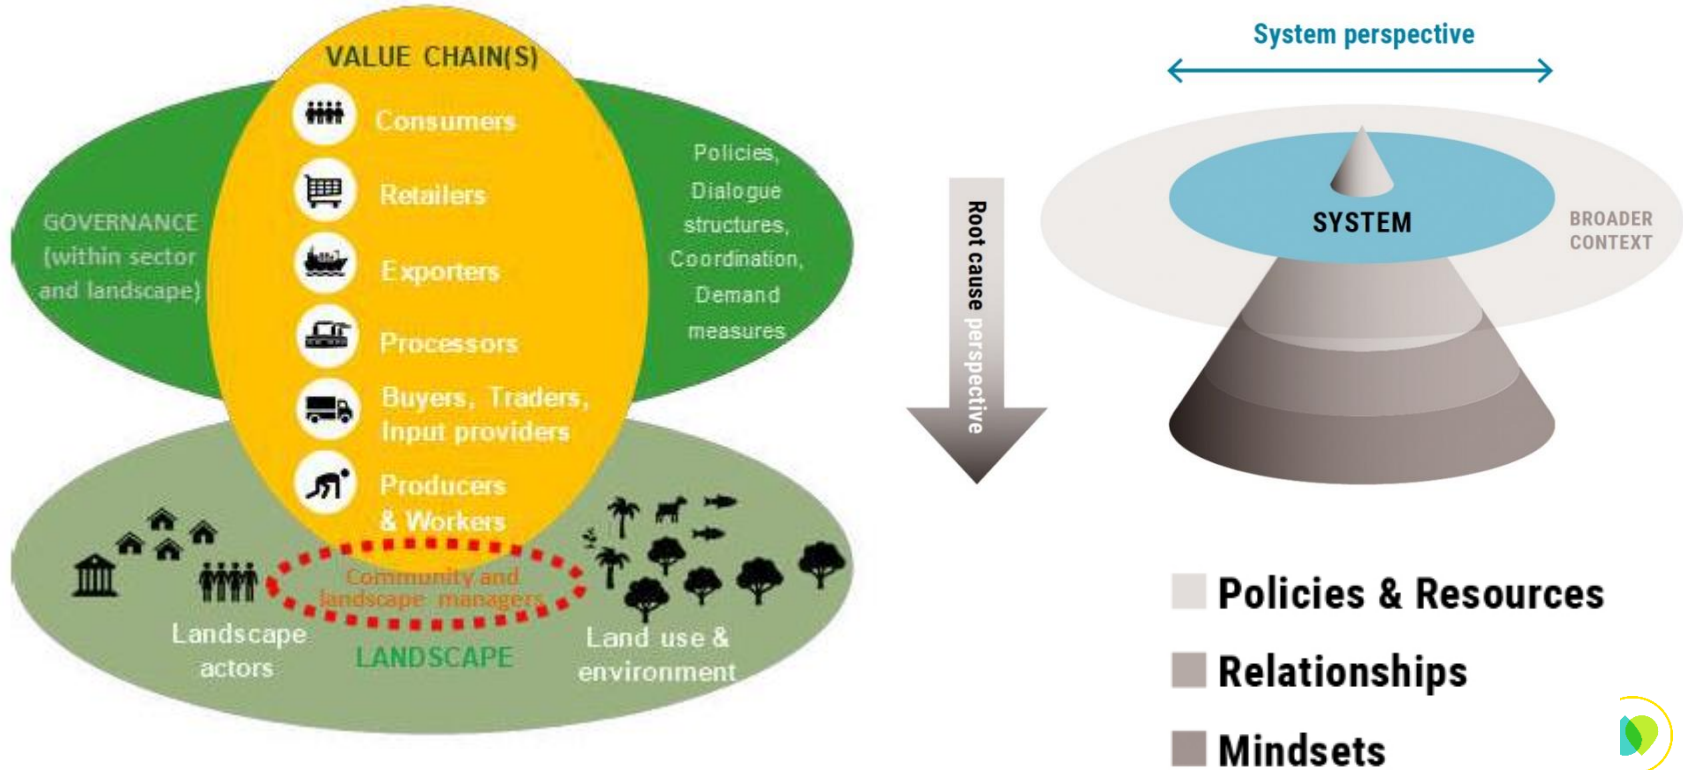 VALUE CHAIN(S)
Consumers
Retailers
Exporters
Processors
Buyers, Traders,
Input providers
Producers
& Workers
GOVERNANCE
(within sector
and landscape)
Policies,
Dialogue
structures,
Coordination,
Demand
measures
Community and
landscape managers
Landscape
actors
LANDSCAPE
Land use &
environment
System perspective
Root cause perspective
SYSTEM
BROADER
CONTEXT
Policies & Resources
Relationships
Mindsets